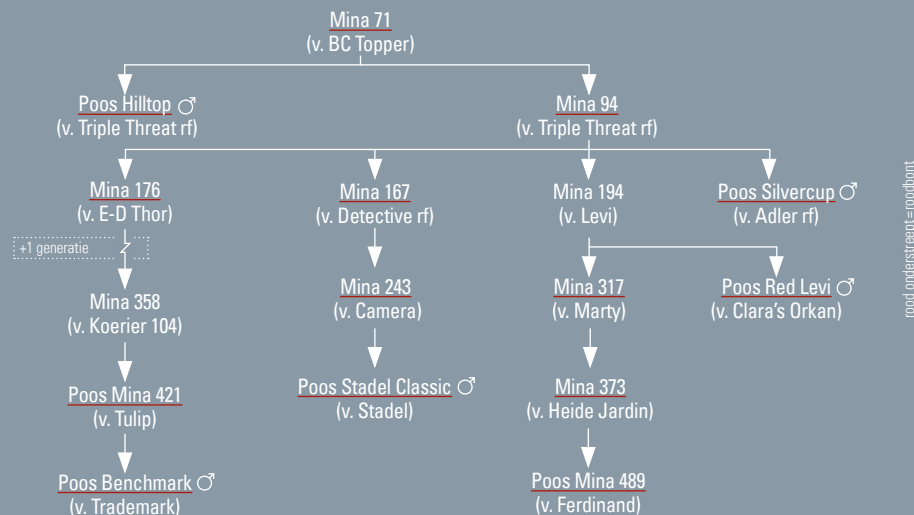 Mina 71
(v. BC Topper)
Poos Hilltop ♂
(v. Triple Threat rf)
Mina 94
(v. Triple Threat rf)
Mina 176
(v. E-D Thor)
Mina 167
(v. Detective rf)
Mina 194
(v. Levi)
Poos Silvercup ♂
(v. Adler rf)
+1 generatie
Mina 358
(v. Koerier 104)
Mina 243
(v. Camera)
Mina 317
(v. Marty)
Poos Red Levi ♂
(v. Clara's Orkan)
Poos Mina 421
(v. Tulip)
Poos Stadel Classic ♂
(v. Stadel)
Mina 373
(v. Heide Jardin)
Poos Benchmark ♂
(v. Trademark)
Poos Mina 489
(v. Ferdinand)
rood onderstreept = roodbont